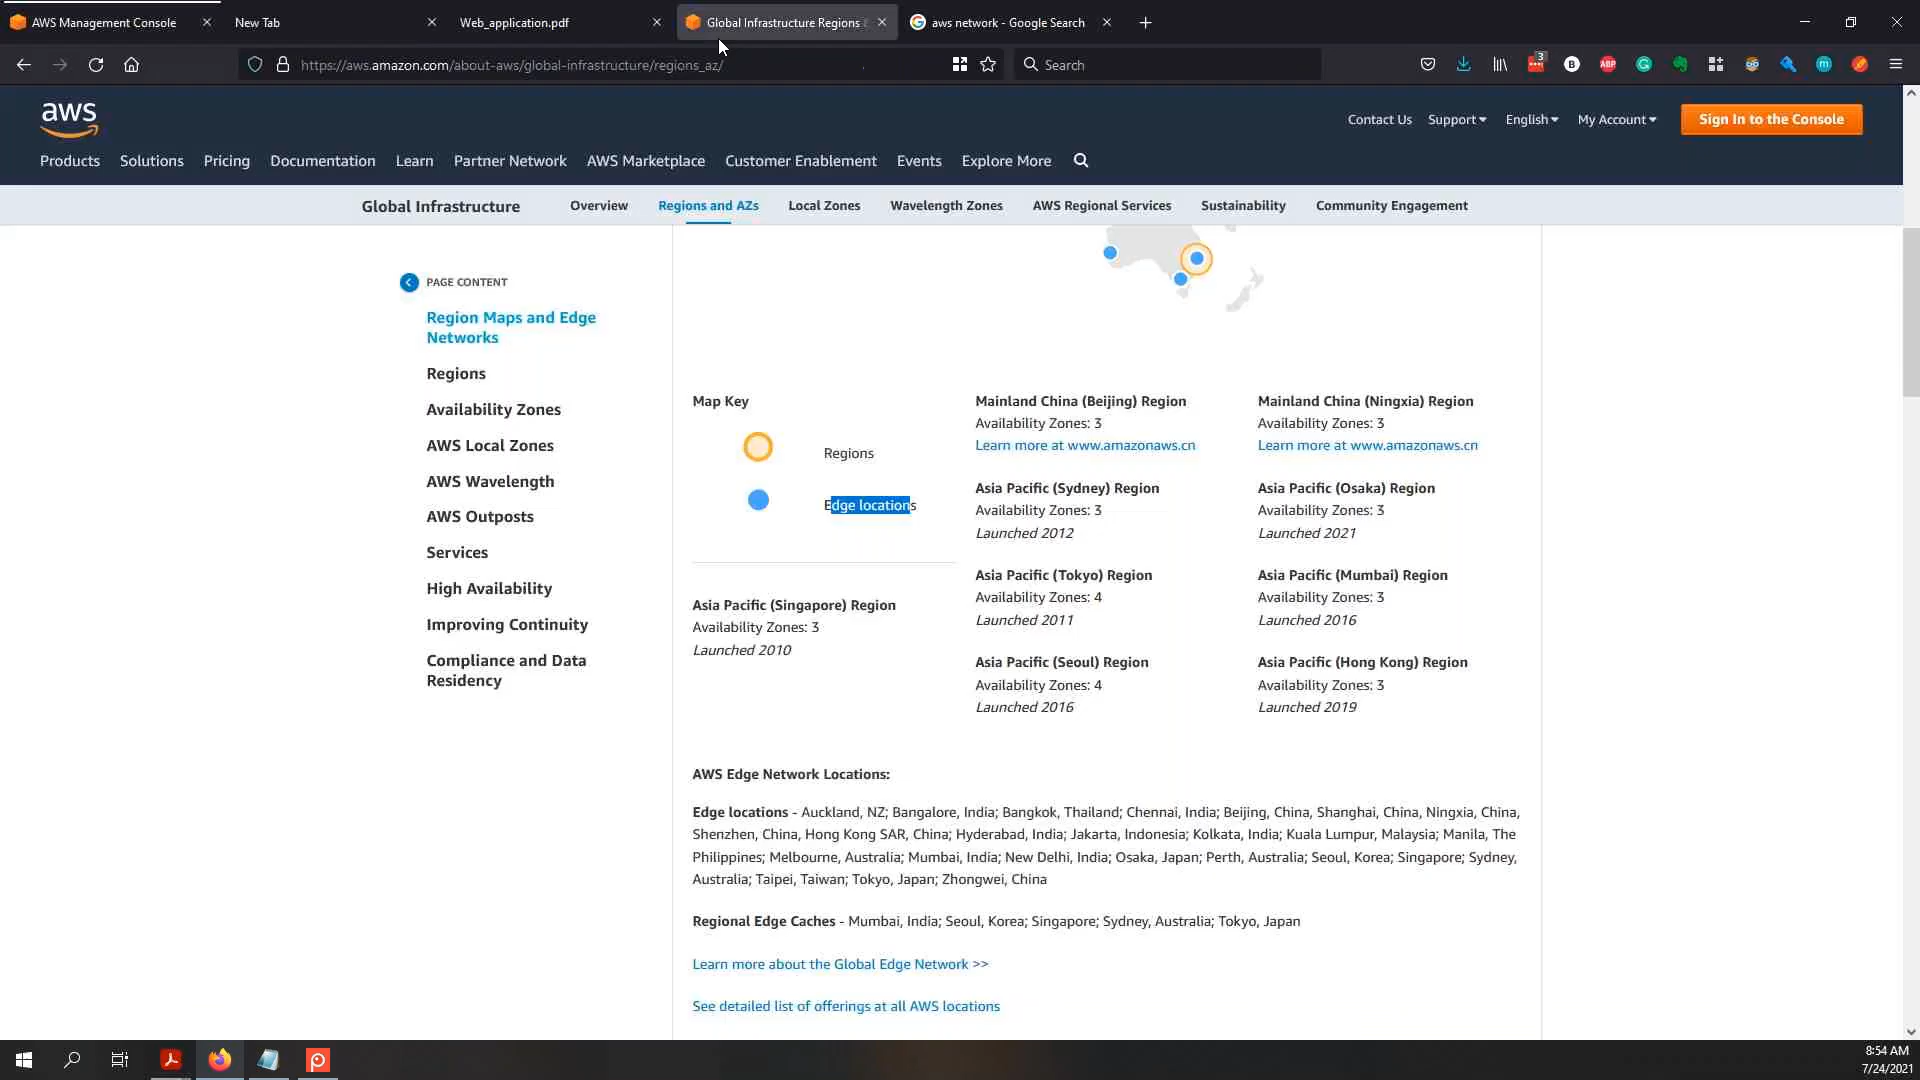 AWS Management Console
New Tab
Web_application.pdf
Global Infrastructure Regions
aws network - Google Search
https://aws.amazon.com/about-aws/global-infrastructure/regions_az/
Search
3
B
ABP
G
m
aws
Contact Us
Support
English
My Account
Sign In to the Console
Products
Solutions
Pricing
Documentation
Learn
Partner Network
AWS Marketplace
Customer Enablement
Events
Explore More
Global Infrastructure
Overview
Regions and AZs
Local Zones
Wavelength Zones
AWS Regional Services
Sustainability
Community Engagement
PAGE CONTENT
Region Maps and Edge
Networks
Regions
Availability Zones
AWS Local Zones
AWS Wavelength
AWS Outposts
Services
High Availability
Improving Continuity
Compliance and Data
Residency
Map Key
Regions
Edge locations
Asia Pacific (Singapore) Region
Availability Zones: 3
Launched 2010
Mainland China (Beijing) Region
Availability Zones: 3
Learn more at www.amazonaws.cn
Asia Pacific (Sydney) Region
Availability Zones: 3
Launched 2012
Asia Pacific (Tokyo) Region
Availability Zones: 4
Launched 2011
Asia Pacific (Seoul) Region
Availability Zones: 4
Launched 2016
Mainland China (Ningxia) Region
Availability Zones: 3
Learn more at www.amazonaws.cn
Asia Pacific (Osaka) Region
Availability Zones: 3
Launched 2021
Asia Pacific (Mumbai) Region
Availability Zones: 3
Launched 2016
Asia Pacific (Hong Kong) Region
Availability Zones: 3
Launched 2019
AWS Edge Network Locations:
Edge locations - Auckland, NZ; Bangalore, India; Bangkok, Thailand; Chennai, India; Beijing, China, Shanghai, China, Ningxia, China,
Shenzhen, China, Hong Kong SAR, China; Hyderabad, India; Jakarta, Indonesia; Kolkata, India; Kuala Lumpur, Malaysia; Manila, The
Philippines; Melbourne, Australia; Mumbai, India; New Delhi, India; Osaka, Japan; Perth, Australia; Seoul, Korea; Singapore; Sydney,
Australia; Taipei, Taiwan; Tokyo, Japan; Zhongwei, China
Regional Edge Caches - Mumbai, India; Seoul, Korea; Singapore; Sydney, Australia; Tokyo, Japan
Learn more about the Global Edge Network >>
See detailed list of offerings at all AWS locations
8:54 AM
7/24/2021